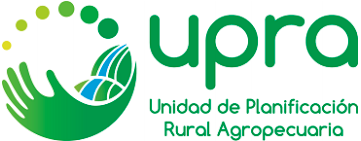 upra
Unidad de Planificación
Rural Agropecuaria